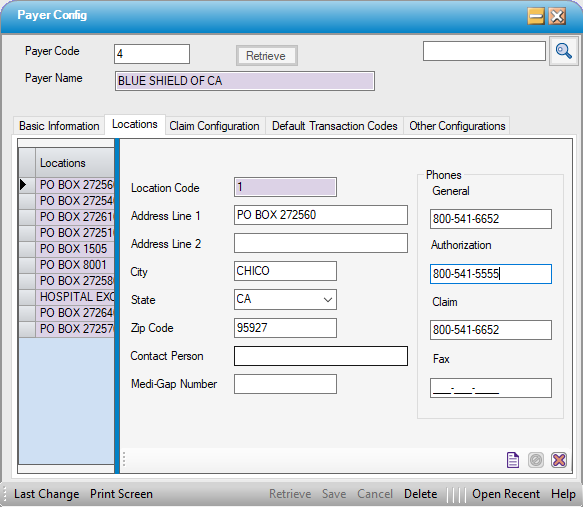 Payer Config
Payer Code 4 Retrieve
Payer Name BLUE SHIELD OF CA
Basic Information Locations Claim Configuration Default Transaction Codes Other Configurations
Locations
PO BOX 272560
PO BOX 27254
PO BOX 27261
PO BOX 27251
PO BOX 1505
PO BOX 8001
PO BOX 27258
HOSPITAL EXC
PO BOX 27264
PO BOX 27257
Location Code 1
Address Line 1 PO BOX 272560
Address Line 2
City CHICO
State CA
Zip Code 95927
Contact Person
Medi-Gap Number
Phones
General
800-541-6652
Authorization
800-541-5555
Claim
800-541-6652
Fax
___-___-____
Last Change Print Screen Retrieve Save Cancel Delete Open Recent Help